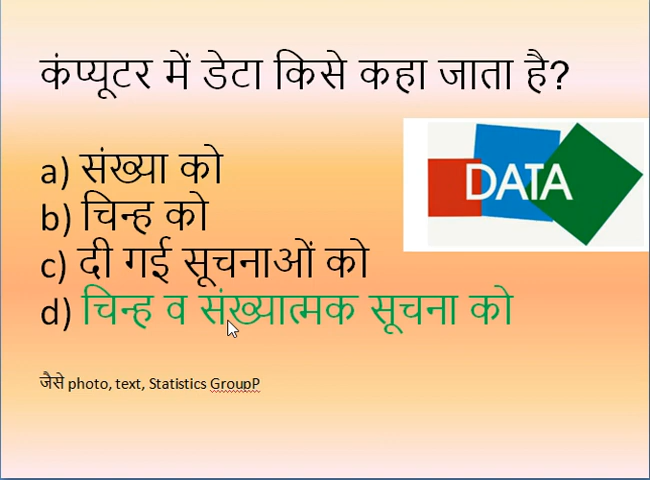 कंप्यूटर में डेटा किसे कहा जाता है?
a) संख्या को
b) चिन्ह को
DATA
c) दी गई सूचनाओं को
d) चिन्ह व संख्यात्मक सूचना को
जैसे photo, text, Statistics GroupP